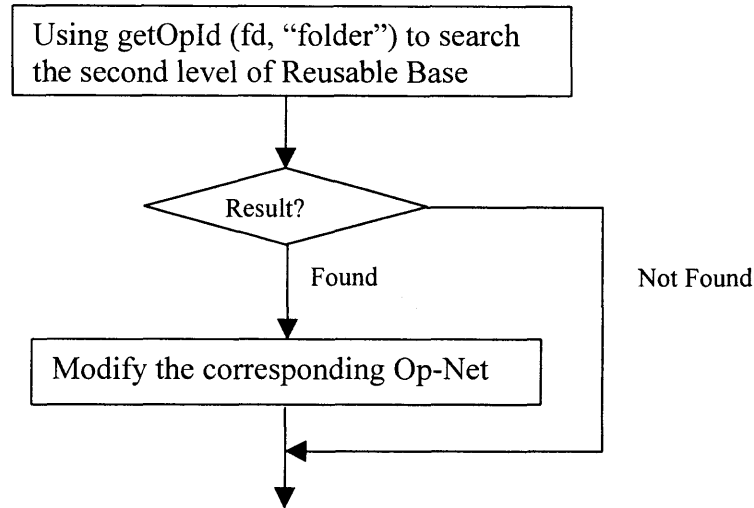 Using getOpId (fd, “folder”) to search
the second level of Reusable Base
Result?
Found
Not Found
Modify the corresponding Op-Net